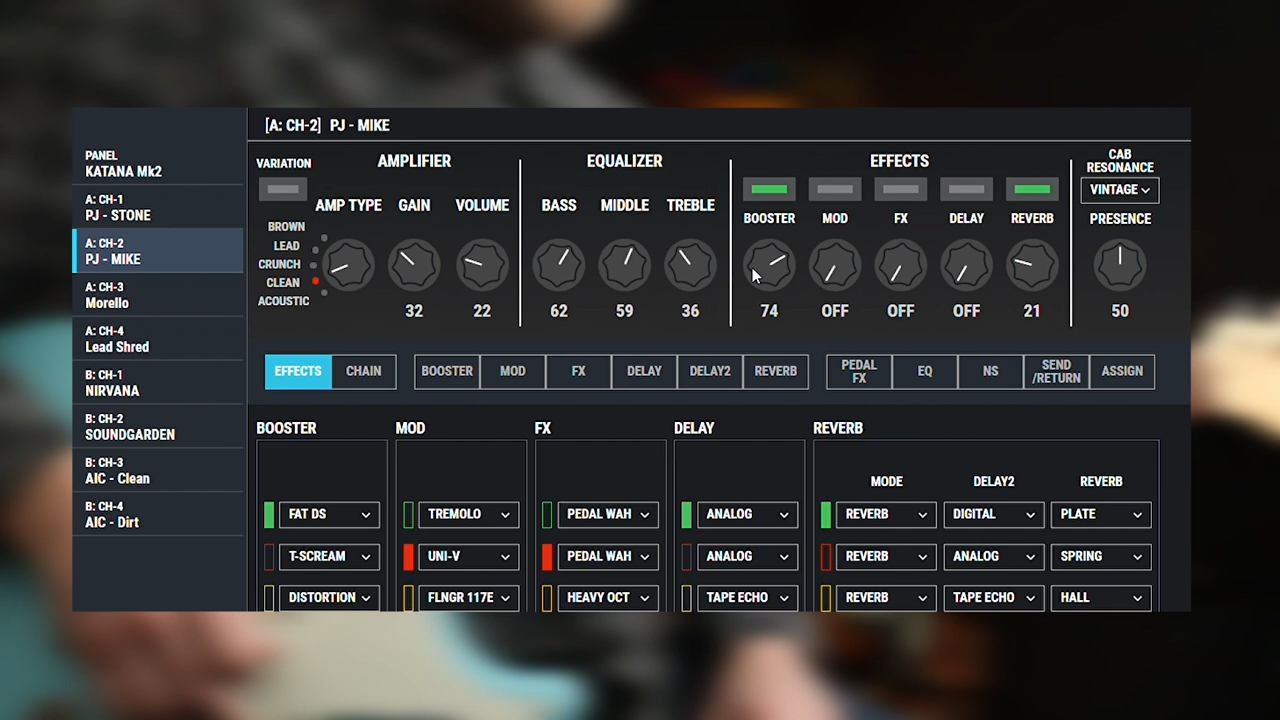 [A: CH-2] PJ - MIKE
PANEL
KATANA Mk2
A: CH-1
PJ - STONE
A: CH-2
PJ - MIKE
A: CH-3
Morello
A: CH-4
Lead Shred
B: CH-1
NIRVANA
B: CH-2
SOUNDGARDEN
B: CH-3
AIC - Clean
B: CH-4
AIC - Dirt
VARIATION
AMPLIFIER
AMP TYPE GAIN VOLUME
BROWN
LEAD
CRUNCH
CLEAN
ACOUSTIC
32 22
EQUALIZER
BASS MIDDLE TREBLE
62 59 36
EFFECTS
BOOSTER MOD FX DELAY REVERB
74 OFF OFF OFF 21
CAB
RESONANCE
VINTAGE
PRESENCE
50
EFFECTS CHAIN BOOSTER MOD FX DELAY DELAY2 REVERB PEDAL FX EQ NS SEND /RETURN ASSIGN
BOOSTER MOD FX DELAY REVERB
MODE DELAY2 REVERB
FAT DS TREMOLO PEDAL WAH ANALOG REVERB DIGITAL PLATE
T-SCREAM UNI-V PEDAL WAH ANALOG REVERB ANALOG SPRING
DISTORTION FLNGR 117E HEAVY OCT TAPE ECHO REVERB TAPE ECHO HALL